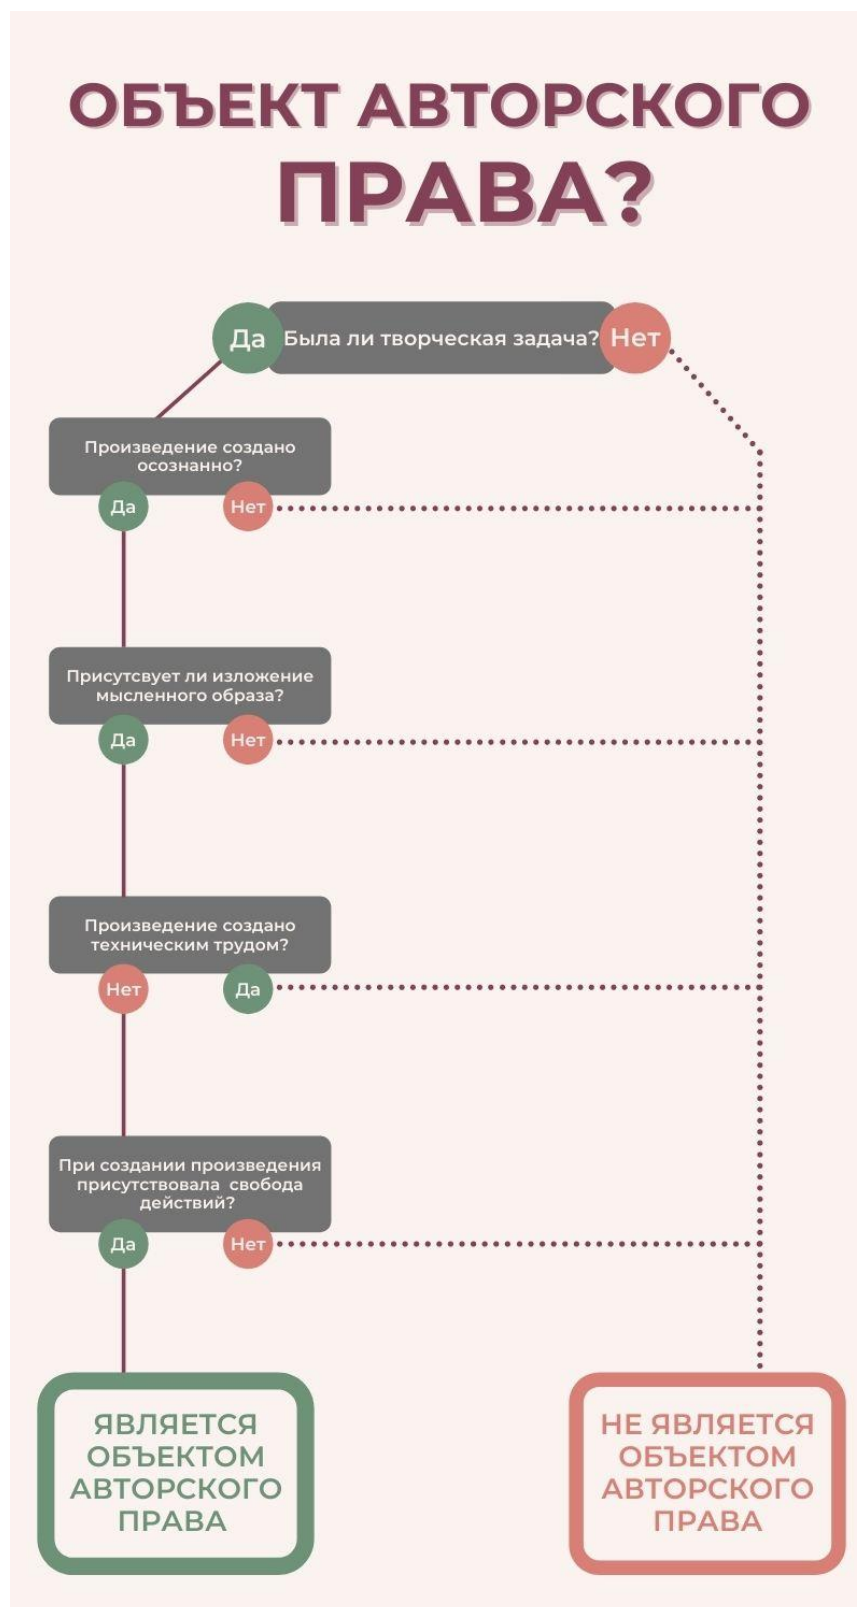 ОБЪЕКТ АВТОРСКОГО
ПРАВА?
Да
Была ли творческая задача?
Нет
Произведение создано
осознанно?
Да
Нет
Присутсвует ли изложение
мысленного образа?
Да
Нет
Произведение создано
техническим трудом?
Нет
Да
При создании произведения
присутствовала свобода
действий?
Да
Нет
ЯВЛЯЕТСЯ
ОБЪЕКТОМ
АВТОРСКОГО
ПРАВА
НЕ ЯВЛЯЕТСЯ
ОБЪЕКТОМ
АВТОРСКОГО
ПРАВА